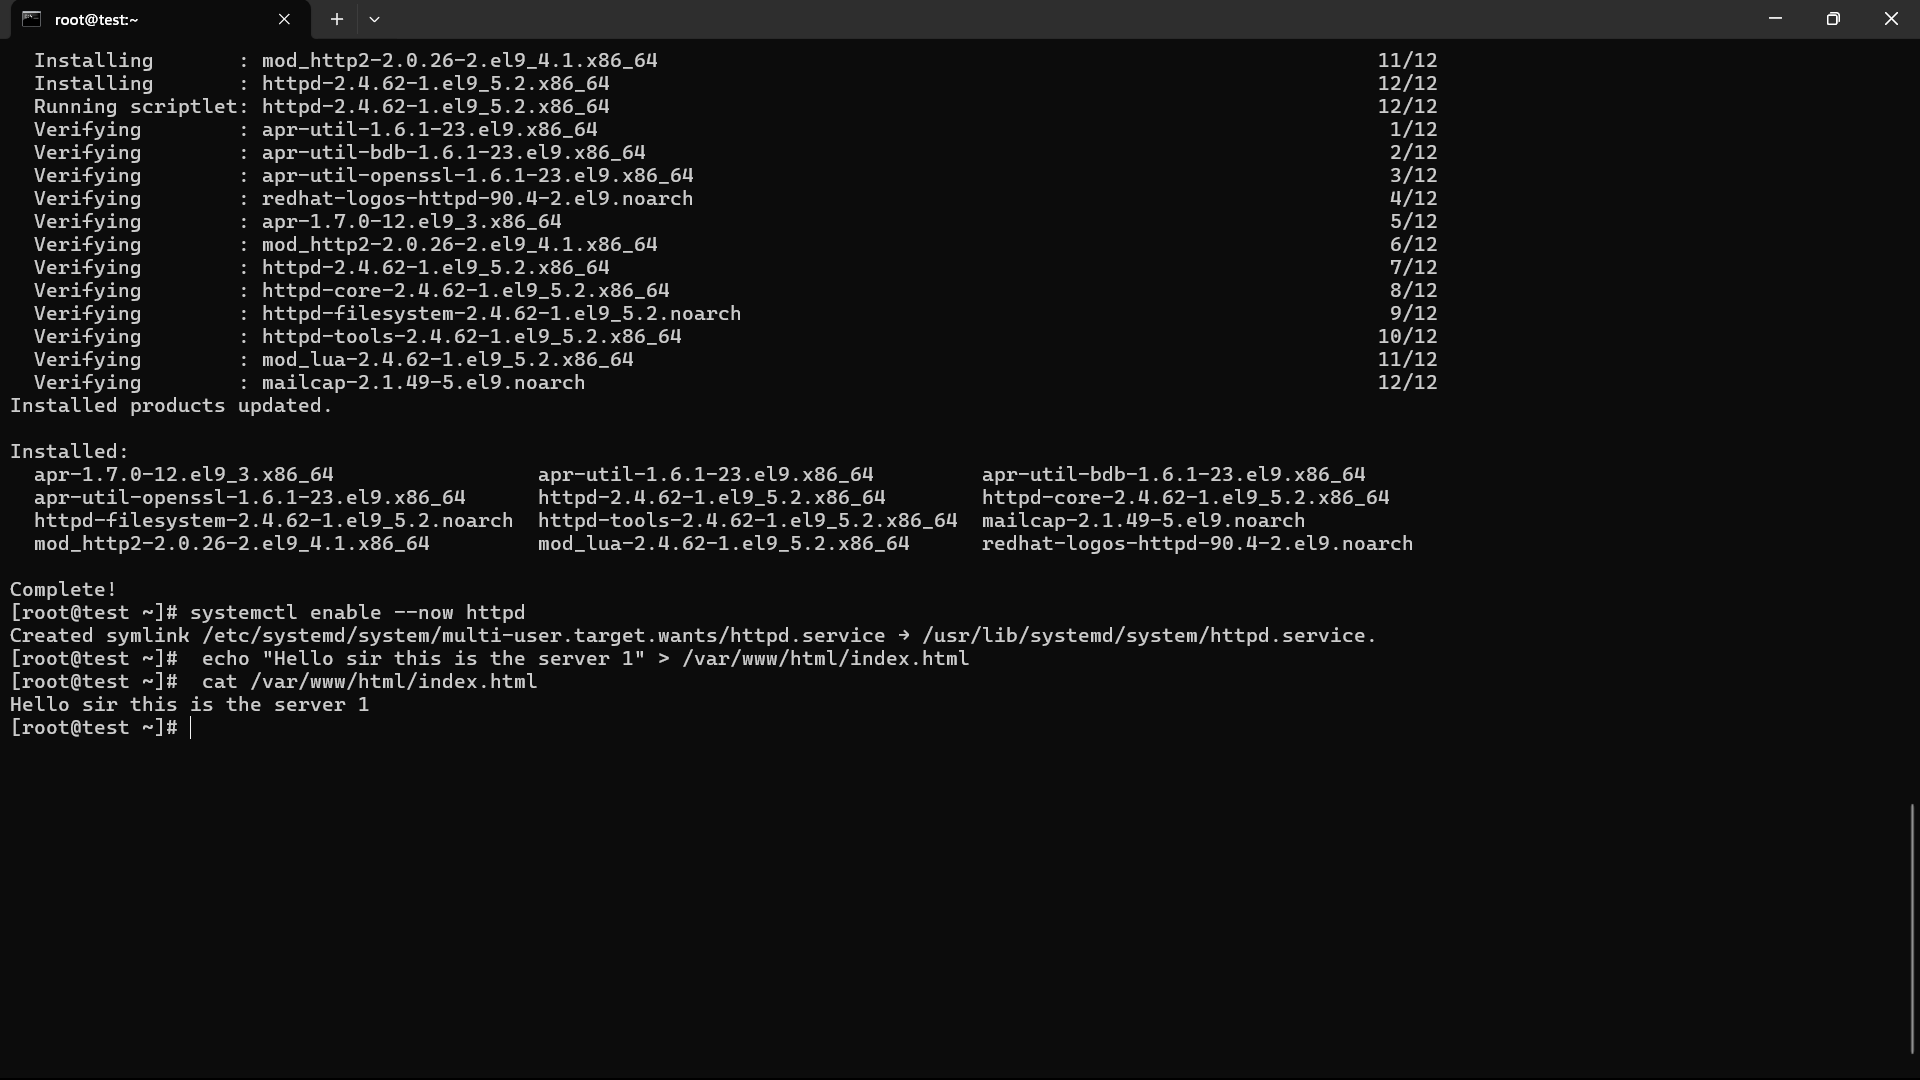 root@test:~
Installing : mod_http2-2.0.26-2.el9_4.1.x86_64 11/12
Installing : httpd-2.4.62-1.el9_5.2.x86_64 12/12
Running scriptlet: httpd-2.4.62-1.el9_5.2.x86_64 12/12
Verifying : apr-util-1.6.1-23.el9.x86_64 1/12
Verifying : apr-util-bdb-1.6.1-23.el9.x86_64 2/12
Verifying : apr-util-openssl-1.6.1-23.el9.x86_64 3/12
Verifying : redhat-logos-httpd-90.4-2.el9.noarch 4/12
Verifying : apr-1.7.0-12.el9_3.x86_64 5/12
Verifying : mod_http2-2.0.26-2.el9_4.1.x86_64 6/12
Verifying : httpd-2.4.62-1.el9_5.2.x86_64 7/12
Verifying : httpd-core-2.4.62-1.el9_5.2.x86_64 8/12
Verifying : httpd-filesystem-2.4.62-1.el9_5.2.noarch 9/12
Verifying : httpd-tools-2.4.62-1.el9_5.2.x86_64 10/12
Verifying : mod_lua-2.4.62-1.el9_5.2.x86_64 11/12
Verifying : mailcap-2.1.49-5.el9.noarch 12/12
Installed products updated.
Installed:
apr-1.7.0-12.el9_3.x86_64 apr-util-1.6.1-23.el9.x86_64 apr-util-bdb-1.6.1-23.el9.x86_64
apr-util-openssl-1.6.1-23.el9.x86_64 httpd-2.4.62-1.el9_5.2.x86_64 httpd-core-2.4.62-1.el9_5.2.x86_64
httpd-filesystem-2.4.62-1.el9_5.2.noarch httpd-tools-2.4.62-1.el9_5.2.x86_64 mailcap-2.1.49-5.el9.noarch
mod_http2-2.0.26-2.el9_4.1.x86_64 mod_lua-2.4.62-1.el9_5.2.x86_64 redhat-logos-httpd-90.4-2.el9.noarch
Complete!
[root@test ~]# systemctl enable --now httpd
Created symlink /etc/systemd/system/multi-user.target.wants/httpd.service → /usr/lib/systemd/system/httpd.service.
[root@test ~]#  echo "Hello sir this is the server 1" > /var/www/html/index.html
[root@test ~]#  cat /var/www/html/index.html
Hello sir this is the server 1
[root@test ~]#